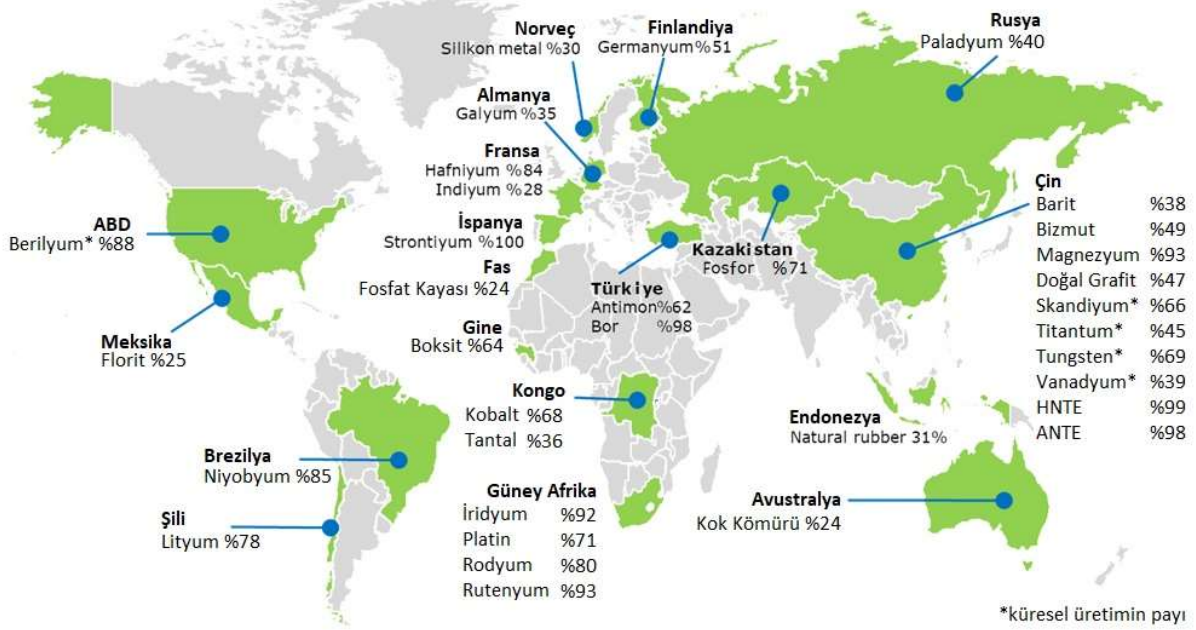 Norveç
Silikon metal %30
Finlandiya
Germanyum%51
Rusya
Paladyum %40
Almanya
Galyum %35
Fransa
Hafniyum %84
Indiyum %28
ABD
Berilyum* %88
İspanya
Strontiyum %100
Fas
Fosfat Kayası %24
Kazakistan
Fosfor %71
Türkiye
Antimon%62
Bor %98
Çin
Barit %38
Bizmut %49
Magnezyum %93
Doğal Grafit %47
Skandiyum* %66
Titantum* %45
Tungsten* %69
Vanadyum* %39
HNTE %99
ANTE %98
Meksika
Florit %25
Gine
Boksit %64
Kongo
Kobalt %68
Tantal %36
Endonezya
Natural rubber 31%
Brezilya
Niyobyum %85
Güney Afrika
İridyum %92
Platin %71
Rodyum %80
Rutenyum %93
Avustralya
Kok Kömürü %24
Şili
Lityum %78
*küresel üretimin payı